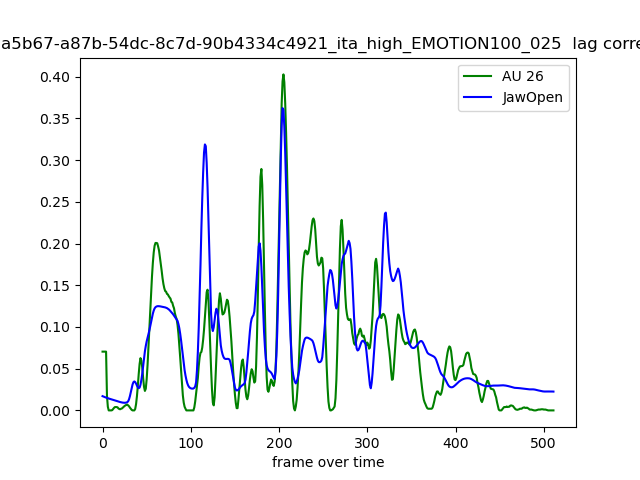 a5b67-a87b-54dc-8c7d-90b4334c4921_ita_high_EMOTION100_025 lag corre
AU 26
JawOpen
0.40
0.35
0.30
0.25
0.20
0.15
0.10
0.05
0.00
0 100 200 300 400 500
frame over time